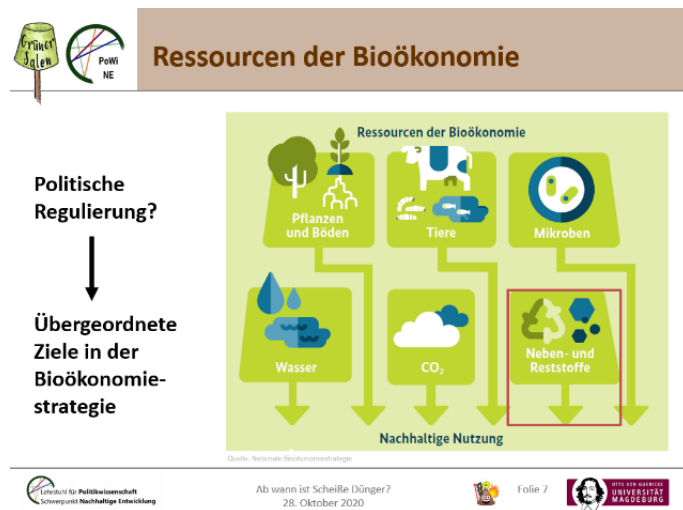 Grüner
Salon
PoWi
NE
Ressourcen der Bioökonomie
Politische
Regulierung?
Übergeordnete
Ziele in der
Bioökonomie-
strategie
Ressourcen der Bioökonomie
Pflanzen
und Böden
Tiere
Mikroben
Wasser
CO₂
Neben- und
Reststoffe
Nachhaltige Nutzung
Quelle: Nationale Bioökonomiestrategie
Lehrstuhl für Politikwissenschaft
Schwerpunkt Nachhaltige Entwicklung
Ab wann ist Scheiße Dünger?
28. Oktober 2020
Folie 7
OTTO VON GUERICKE
UNIVERSITÄT
MAGDEBURG